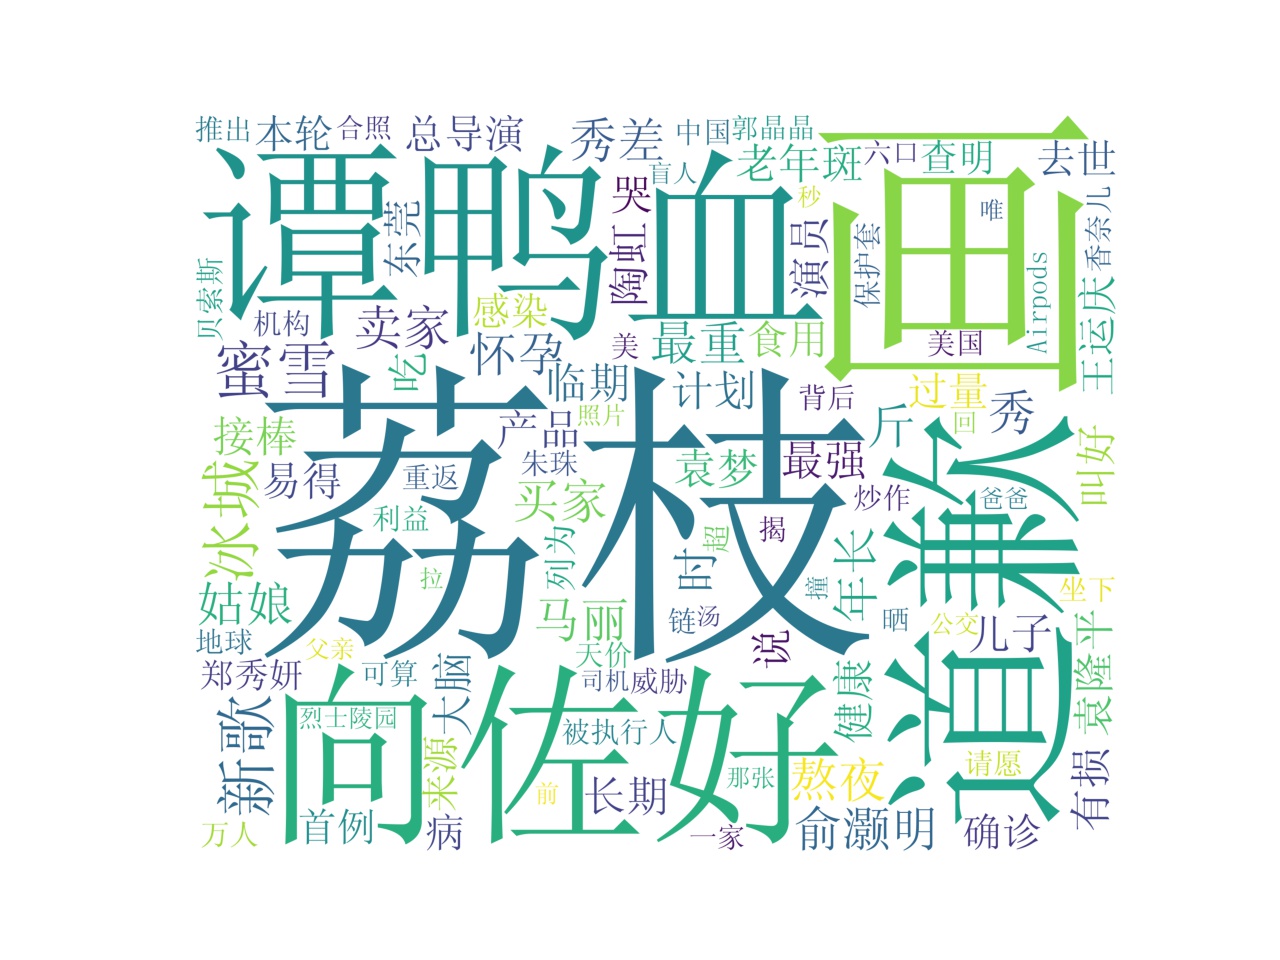 推出
本轮
合照
总导演
秀差
中国
郭晶晶
谭鸭血
画
老年斑
六口
查明
去世
盲人
哭
秒
唯
东莞
陶虹
演员
保护套
香奈儿
贝索斯
机构
卖家
感染
怀孕
美
最重
食用
美国
Airpods
王运庆
蜜雪
吃
临期
计划
背后
过量
秀
荔枝
接棒
产品
照片
斤
回
道歉
叫好
易得
重返
朱珠
袁梦
最强
炒作
爸爸
冰城
利益
买家
超
揭
列为
时
年长
拉
撞
姑娘
马丽
链
汤
晒
坐下
公交
地球
父亲
天价
说
儿子
袁隆平
郑秀妍
可算
大脑
司机
威胁
健康
向佐
好
新歌
烈士陵园
来源
被执行人
那张
请愿
前
长期
熬夜
有损
万人
首例
病
一家
俞灏明
确诊